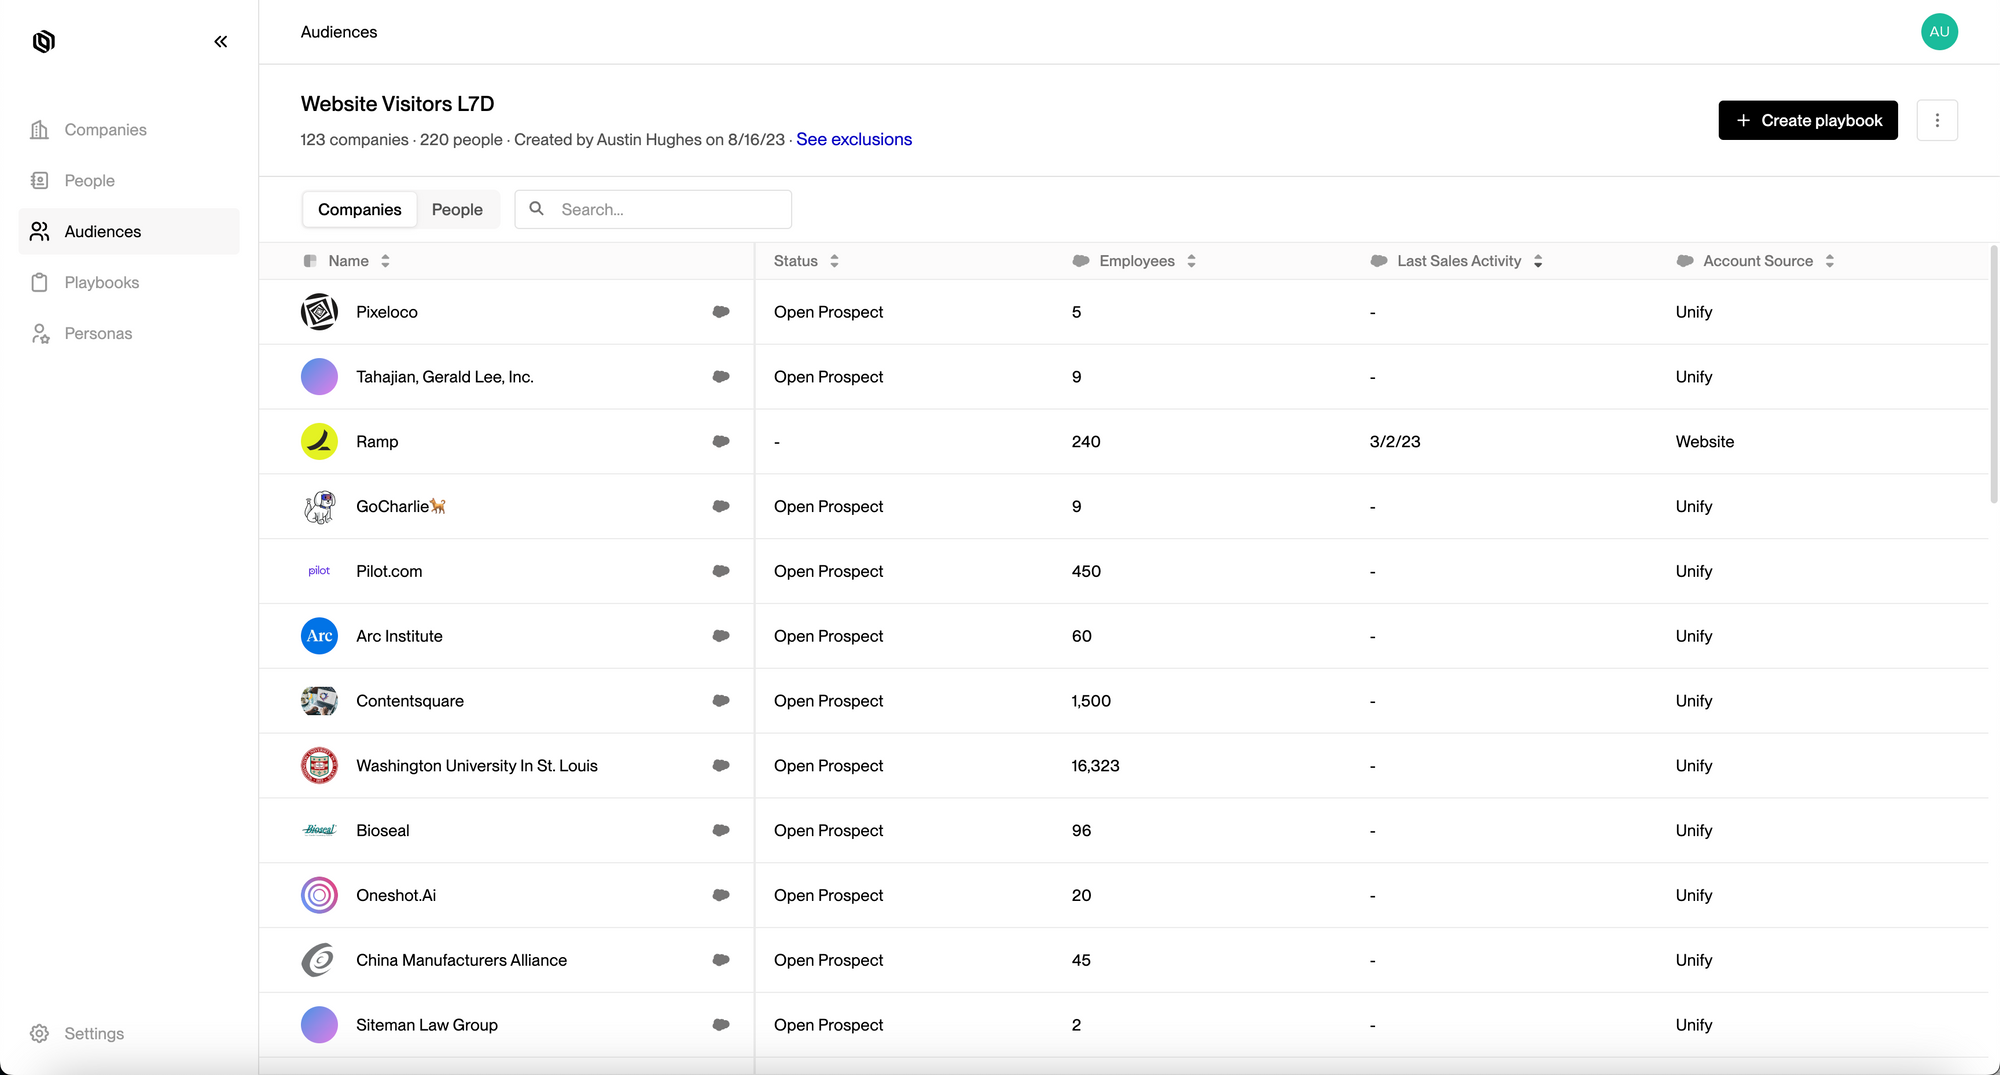 Audiences
AU
Companies
People
Audiences
Playbooks
Personas
Settings
Website Visitors L7D
123 companies · 220 people · Created by Austin Hughes on 8/16/23 · See exclusions
+ Create playbook
Companies People Search...
Name Status Employees Last Sales Activity Account Source
Pixeloco Open Prospect 5 - Unify
Tahajian, Gerald Lee, Inc. Open Prospect 9 - Unify
Ramp - 240 3/2/23 Website
GoCharlie🐕 Open Prospect 9 - Unify
pilot Pilot.com Open Prospect 450 - Unify
Arc Arc Institute Open Prospect 60 - Unify
Contentsquare Open Prospect 1,500 - Unify
Washington University In St. Louis Open Prospect 16,323 - Unify
Bioseal Bioseal Open Prospect 96 - Unify
Oneshot.Ai Open Prospect 20 - Unify
China Manufacturers Alliance Open Prospect 45 - Unify
Siteman Law Group Open Prospect 2 - Unify